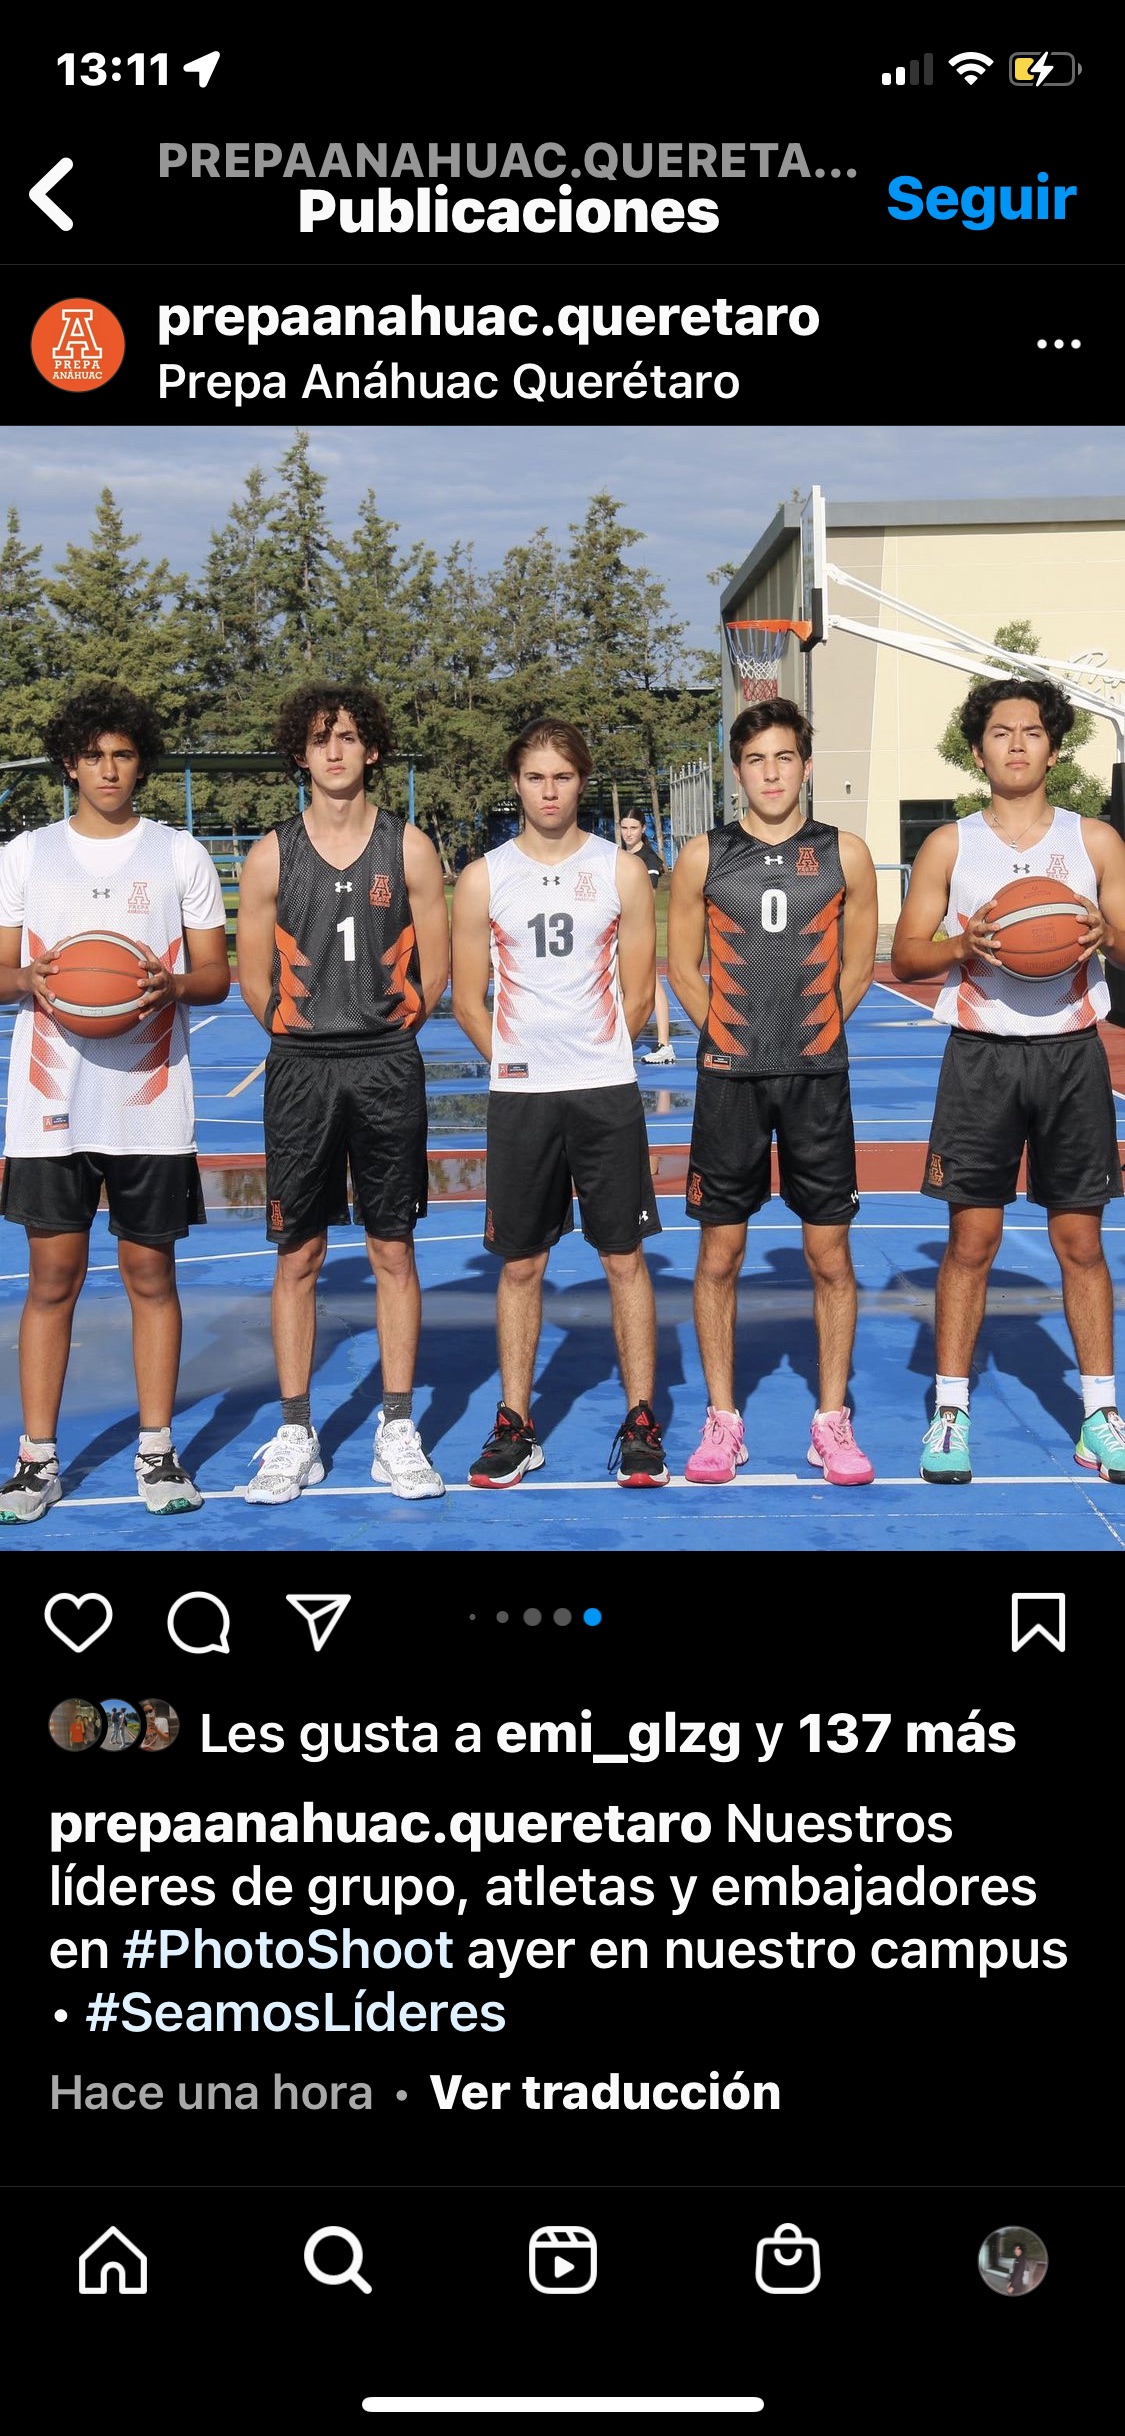 13:11
PREPAANAHUAC.QUERETA...
Publicaciones
Seguir
prepaanahuac.queretaro
Prepa Anáhuac Querétaro
A
PREPA
ANÁHUAC
1
13
0
Les gusta a emi_glzg y 137 más
prepaanahuac.queretaro Nuestros
líderes de grupo, atletas y embajadores
en #PhotoShoot ayer en nuestro campus
• #SeamosLíderes
Hace una hora • Ver traducción